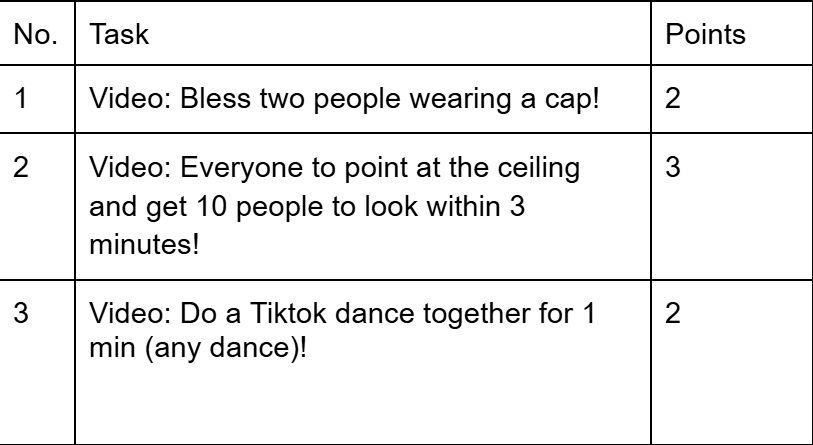 No. Task Points
1 Video: Bless two people wearing a cap! 2
2 Video: Everyone to point at the ceiling 3
and get 10 people to look within 3
minutes!
3 Video: Do a Tiktok dance together for 1 2
min (any dance)!